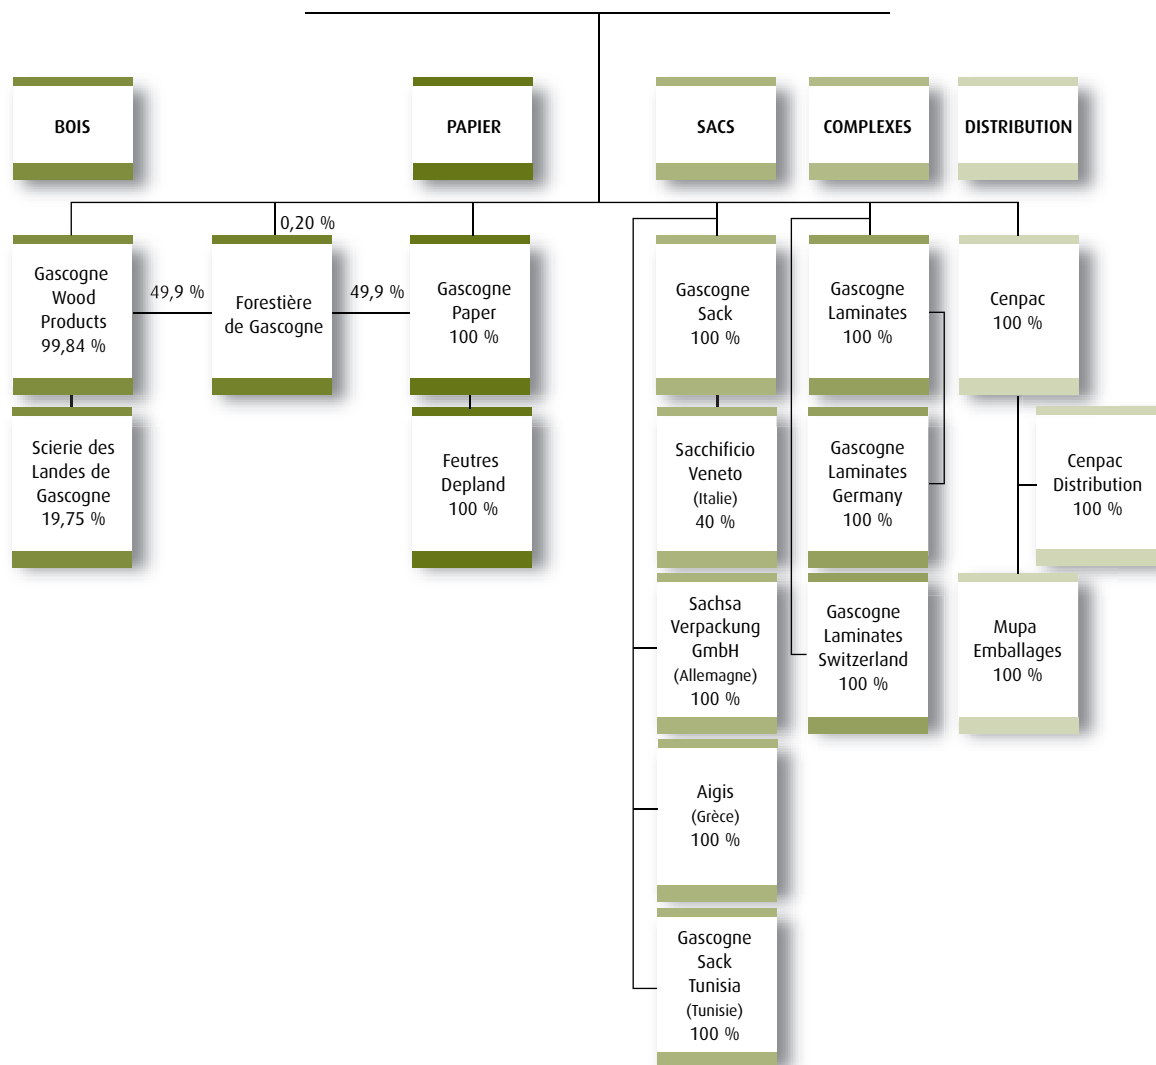 BOIS
PAPIER
SACS
COMPLEXES
DISTRIBUTION
0,20 %
Gascogne
Wood
Products
99,84 %
49,9 %
Forestière
de Gascogne
49,9 %
Gascogne
Paper
100 %
Gascogne
Sack
100 %
Gascogne
Laminates
100 %
Cenpac
100 %
Scierie des
Landes de
Gascogne
19,75 %
Feutres
Depland
100 %
Sacchificio
Veneto
(Italie)
40 %
Gascogne
Laminates
Germany
100 %
Cenpac
Distribution
100 %
Sachsa
Verpackung
GmbH
(Allemagne)
100 %
Gascogne
Laminates
Switzerland
100 %
Mupa
Emballages
100 %
Aigis
(Grèce)
100 %
Gascogne
Sack
Tunisia
(Tunisie)
100 %